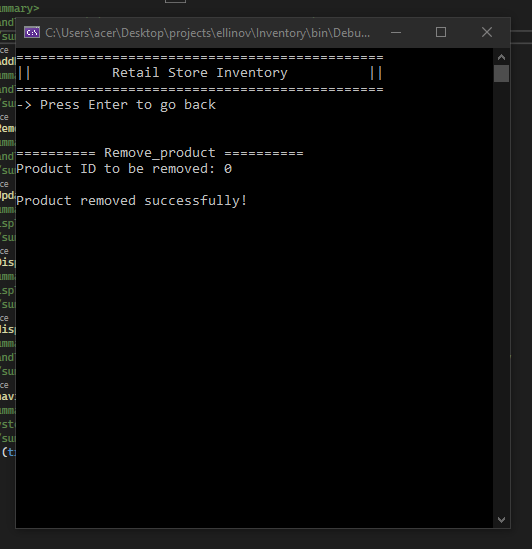 ummary>
C:\Users\acer\Desktop\projects\ellinov\Inventory\bin\Debu...
==============================================
||          Retail Store Inventory          ||
==============================================
-> Press Enter to go back
========== Remove_product ==========
Product ID to be removed: 0
Product removed successfully!